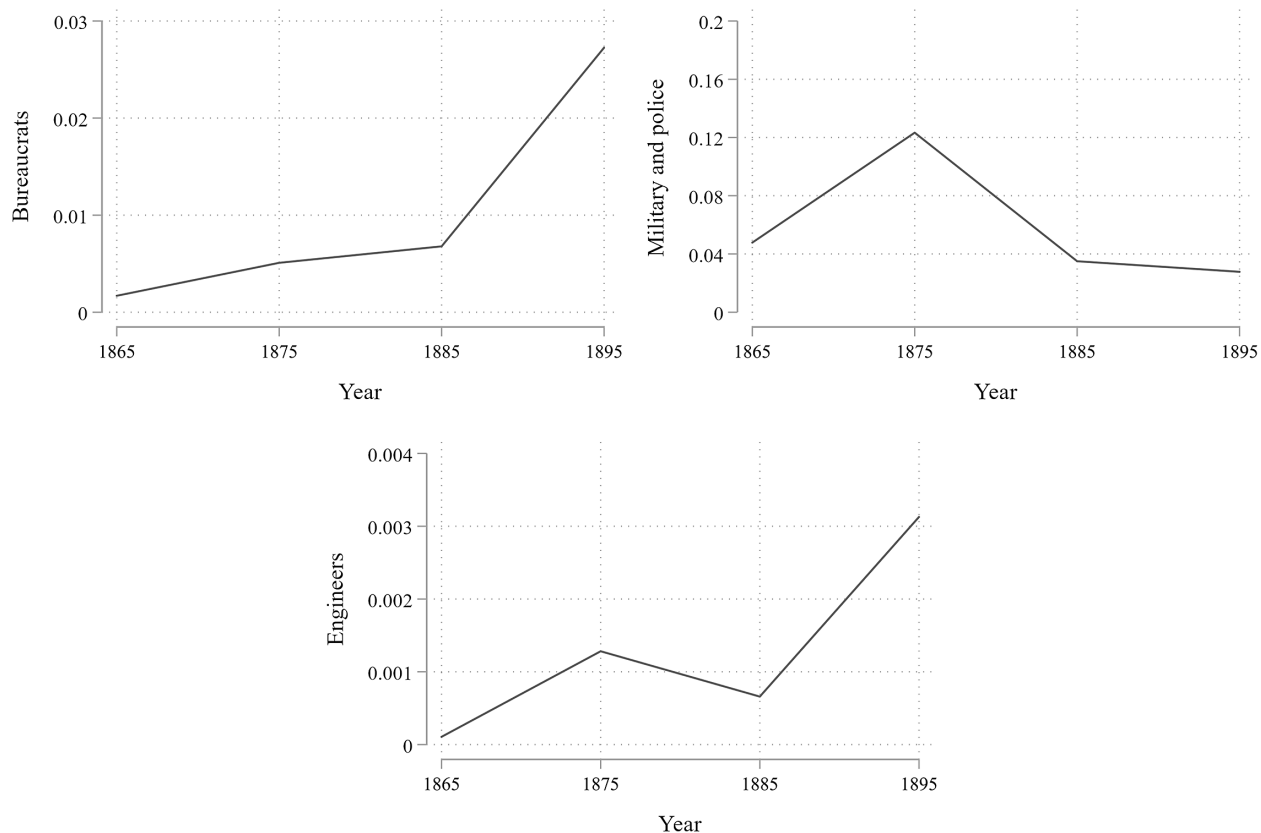 Bureaucrats
0.03
0.02
0.01
0
1865 1875 1885 1895
Year
Military and police
0.2
0.16
0.12
0.08
0.04
0
1865 1875 1885 1895
Year
Engineers
0.004
0.003
0.002
0.001
0
1865 1875 1885 1895
Year